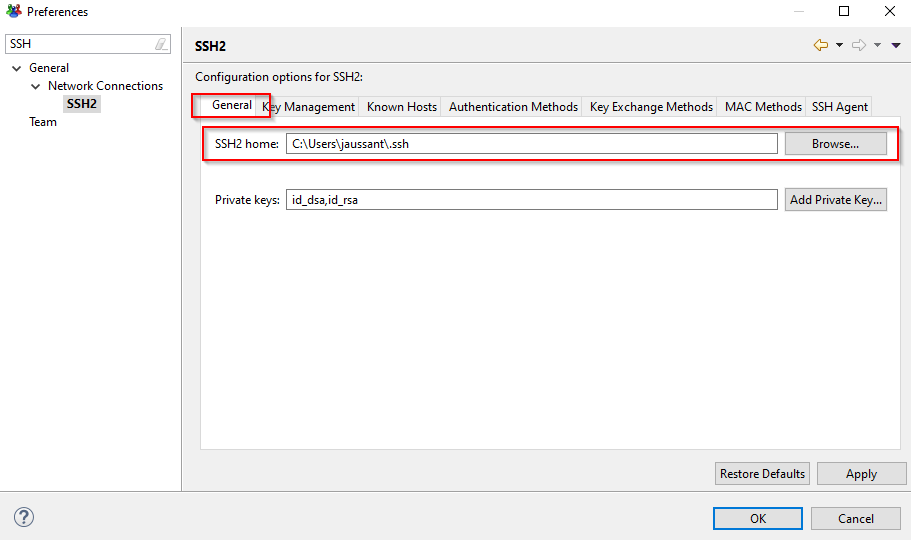 Preferences
SSH
General
Network Connections
SSH2
Team
SSH2
Configuration options for SSH2:
General Key Management Known Hosts Authentication Methods Key Exchange Methods MAC Methods SSH Agent
SSH2 home: C:\Users\jaussant\.ssh Browse...
Private keys: id_dsa,id_rsa Add Private Key...
Restore Defaults Apply
? OK Cancel